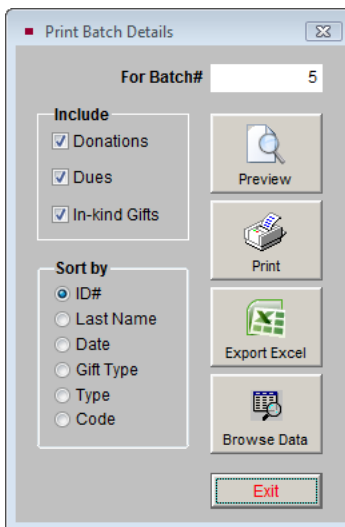 Print Batch Details
For Batch# 5
Include
Donations
Dues
In-kind Gifts
Preview
Print
Sort by
ID#
Last Name
Date
Gift Type
Type
Code
Export Excel
Browse Data
Exit